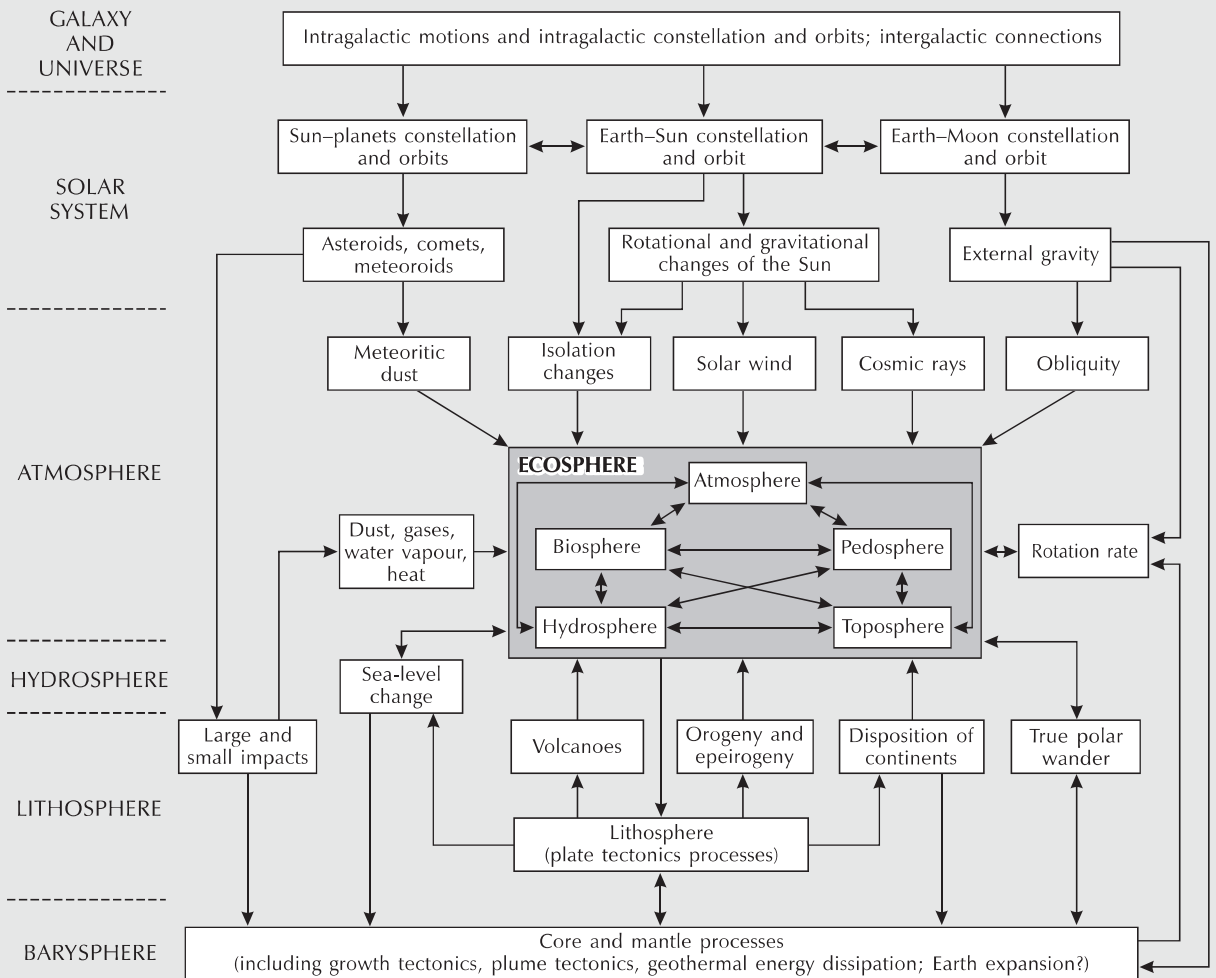 GALAXY
AND
UNIVERSE
Intragalactic motions and intragalactic constellation and orbits; intergalactic connections
Sun–planets constellation
and orbits
Earth–Sun constellation
and orbit
Earth–Moon constellation
and orbit
SOLAR
SYSTEM
Asteroids, comets,
meteoroids
Rotational and gravitational
changes of the Sun
External gravity
Meteoritic
dust
Isolation
changes
Solar wind
Cosmic rays
Obliquity
ATMOSPHERE
ECOSPHERE
Atmosphere
Biosphere
Pedosphere
Hydrosphere
Toposphere
Dust, gases,
water vapour,
heat
Rotation rate
HYDROSPHERE
Sea-level
change
Large and
small impacts
Volcanoes
Orogeny and
epeirogeny
Disposition of
continents
True polar
wander
LITHOSPHERE
Lithosphere
(plate tectonics processes)
BARYSPHERE
Core and mantle processes
(including growth tectonics, plume tectonics, geothermal energy dissipation; Earth expansion?)